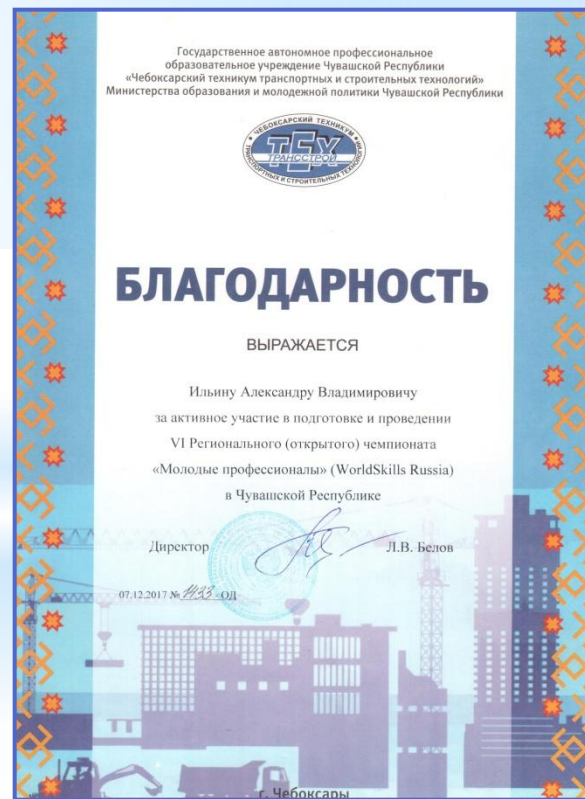 Государственное автономное профессиональное
образовательное учреждение Чувашской Республики
«Чебоксарский техникум транспортных и строительных технологий»
Министерства образования и молодежной политики Чувашской Республики
ЧЕБОКСАРСКИЙ ТЕХНИКУМ
ТЕХ
ТРАНССТРОЙ
ТРАНСПОРТНЫХ И СТРОИТЕЛЬНЫХ ТЕХНОЛОГИЙ
БЛАГОДАРНОСТЬ
ВЫРАЖАЕТСЯ
Ильину Александру Владимировичу
за активное участие в подготовке и проведении
VI Регионального (открытого) чемпионата
«Молодые профессионалы» (WorldSkills Russia)
в Чувашской Республике
Директор Л.В. Белов
07.12.2017 № 1433-ОД
г. Чебоксары